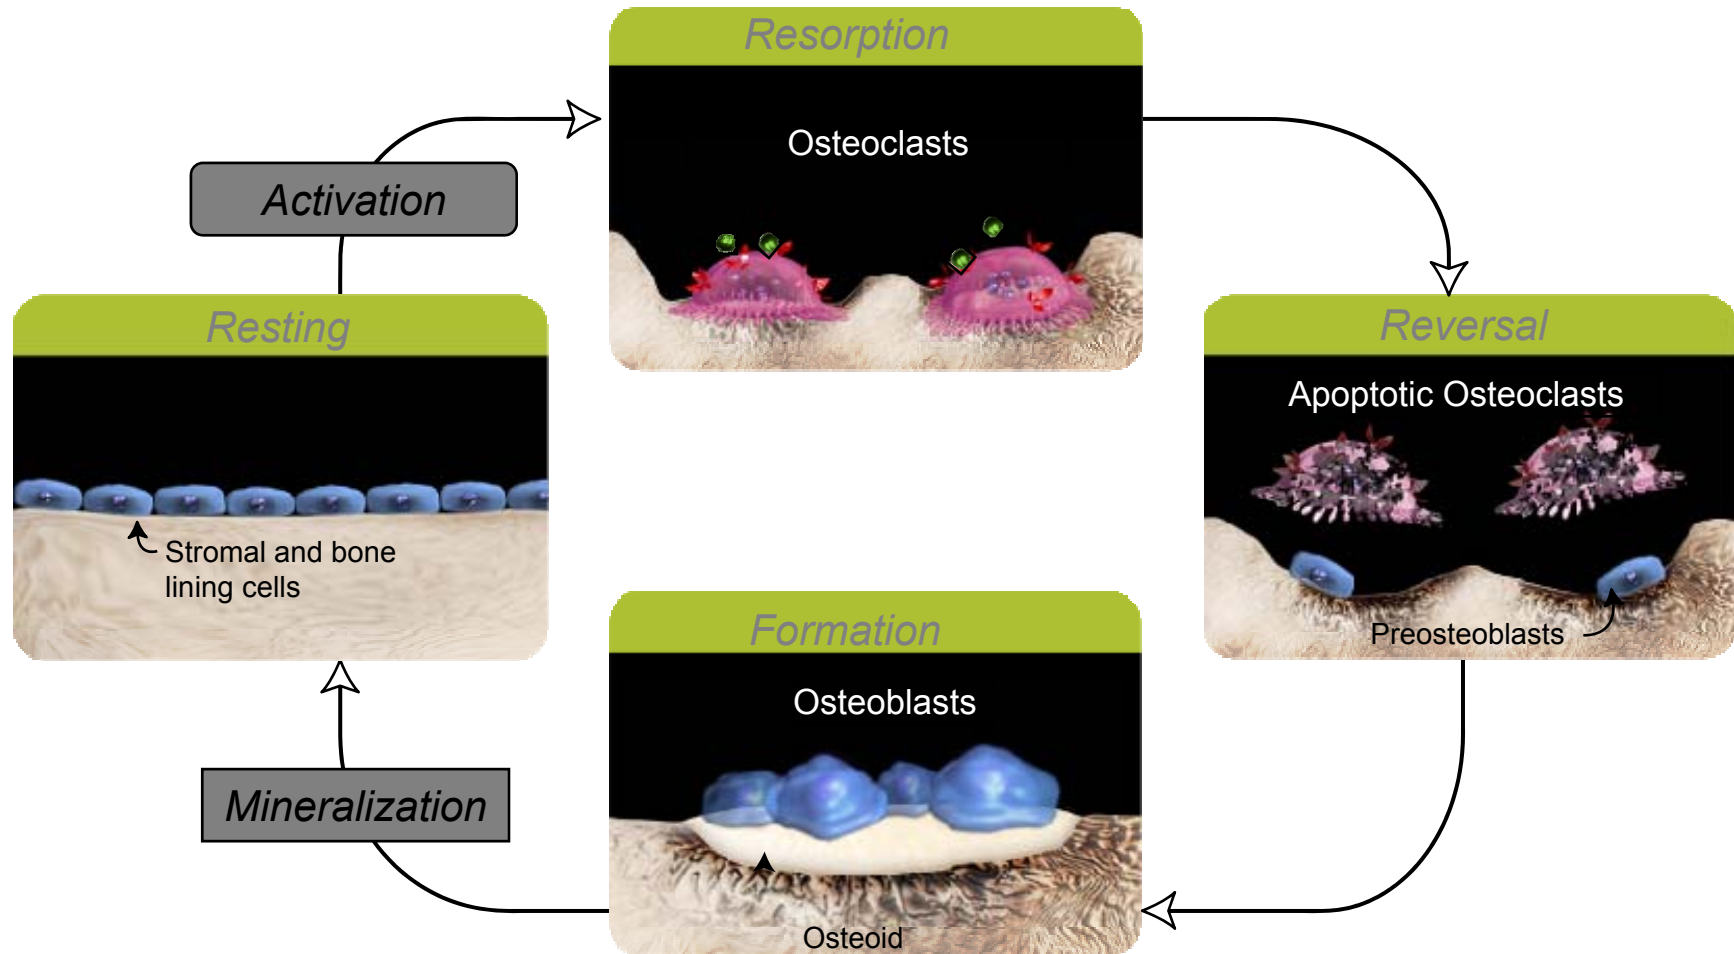 Resorption
Osteoclasts
Activation
Resting
Stromal and bone
lining cells
Reversal
Apoptotic Osteoclasts
Preosteoblasts
Formation
Osteoblasts
Osteoid
Mineralization